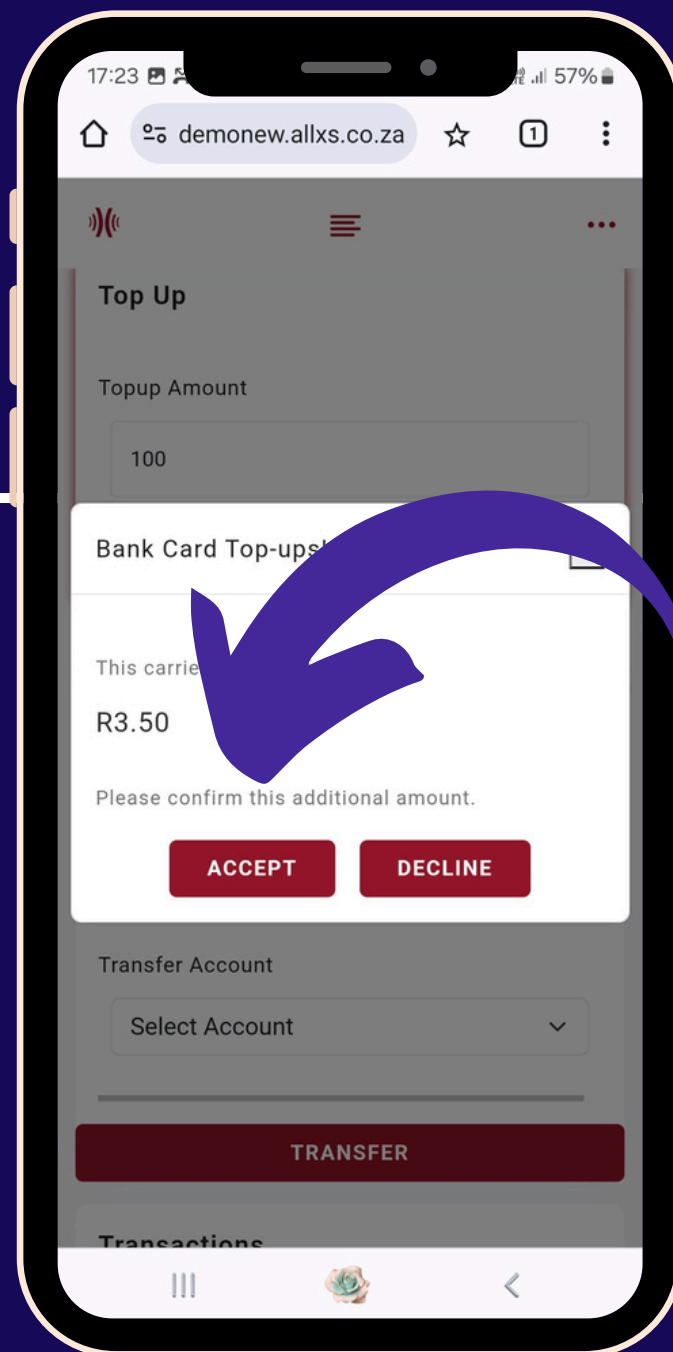 17:23 57%
demonew.allxs.co.za 1
Top Up
Topup Amount
100
Bank Card Top-ups
This
R3.50
Please confirm this additional amount.
ACCEPT DECLINE
Transfer Account
Select Account
TRANSFER
Transactions